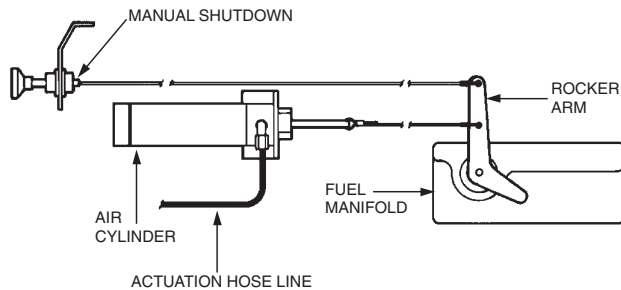 MANUAL SHUTDOWN
ROCKER
ARM
FUEL
MANIFOLD
AIR
CYLINDER
ACTUATION HOSE LINE